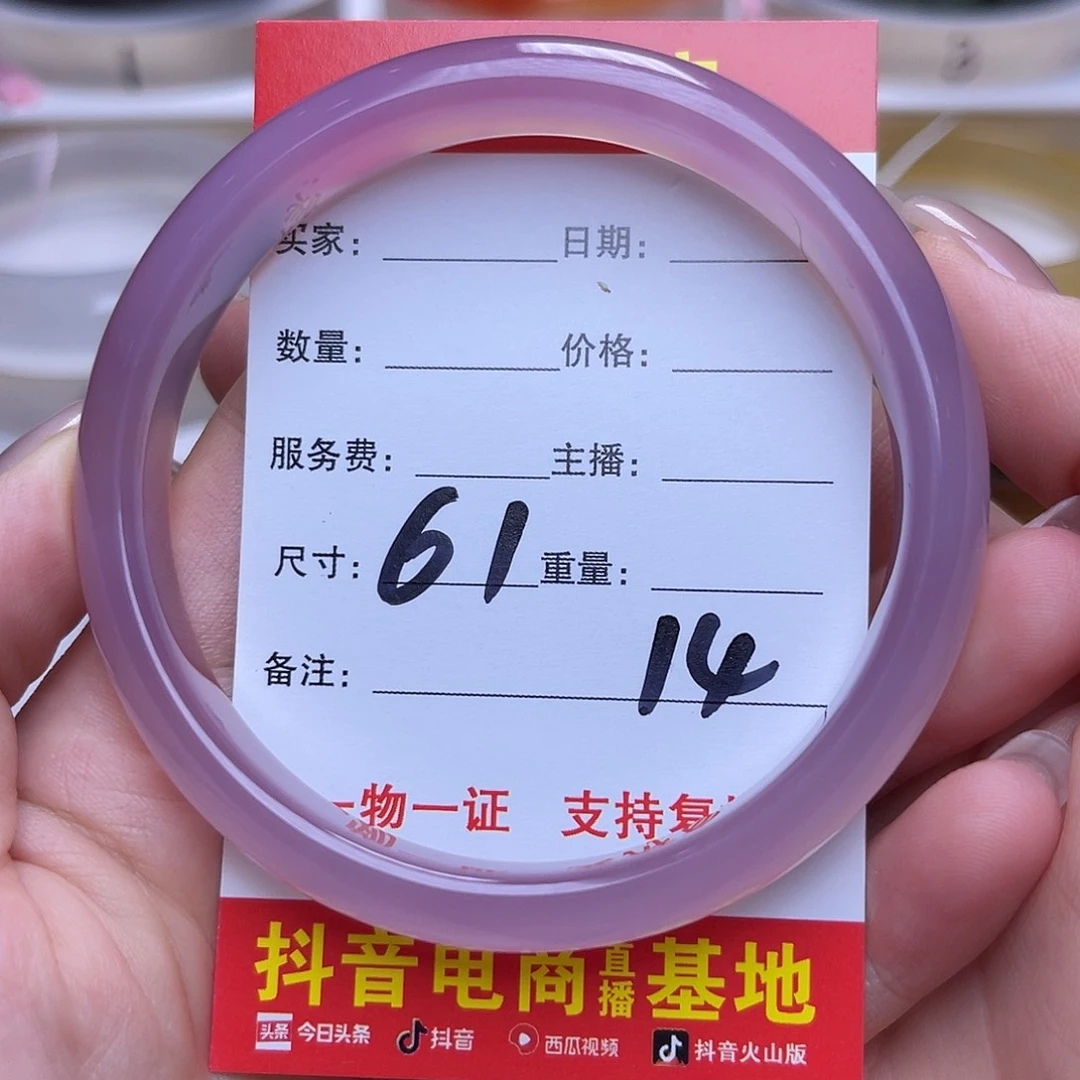 买家： 日期：
数量： 价格：
服务费： 主播：
尺寸：61 重量：
14
备注：
一物一证 支持复
抖音电商直播基地
头条 今日头条 抖音 西瓜视频 抖音火山版